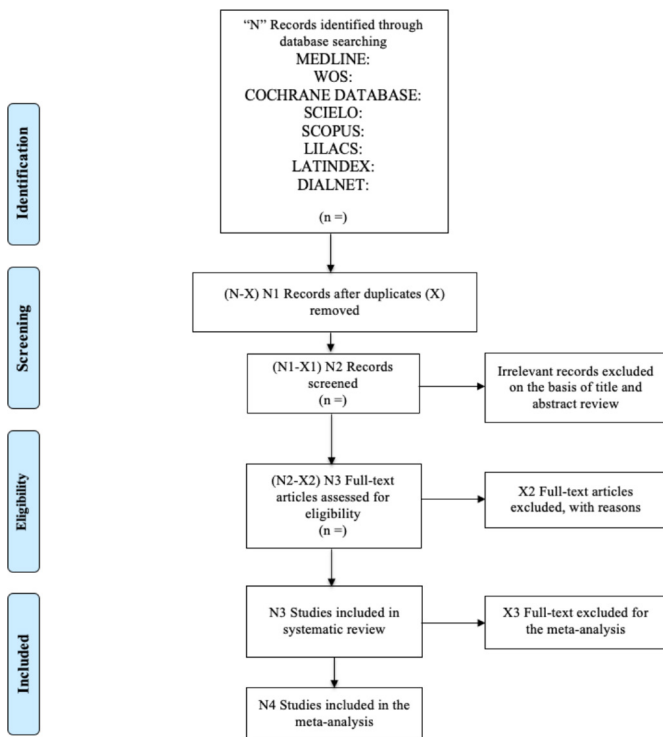 “N” Records identified through
database searching
MEDLINE:
WOS:
COCHRANE DATABASE:
SCIELO:
SCOPUS:
LILACS:
LATINDEX:
DIALNET:
(n =)
Identification
(N-X) N1 Records after duplicates (X)
removed
Screening
(N1-X1) N2 Records
screened
(n =)
Irrelevant records excluded
on the basis of title and
abstract review
Eligibility
(N2-X2) N3 Full-text
articles assessed for
eligibility
(n =)
X2 Full-text articles
excluded, with reasons
Included
N3 Studies included in
systematic review
X3 Full-text excluded for
the meta-analysis
N4 Studies included in the
meta-analysis